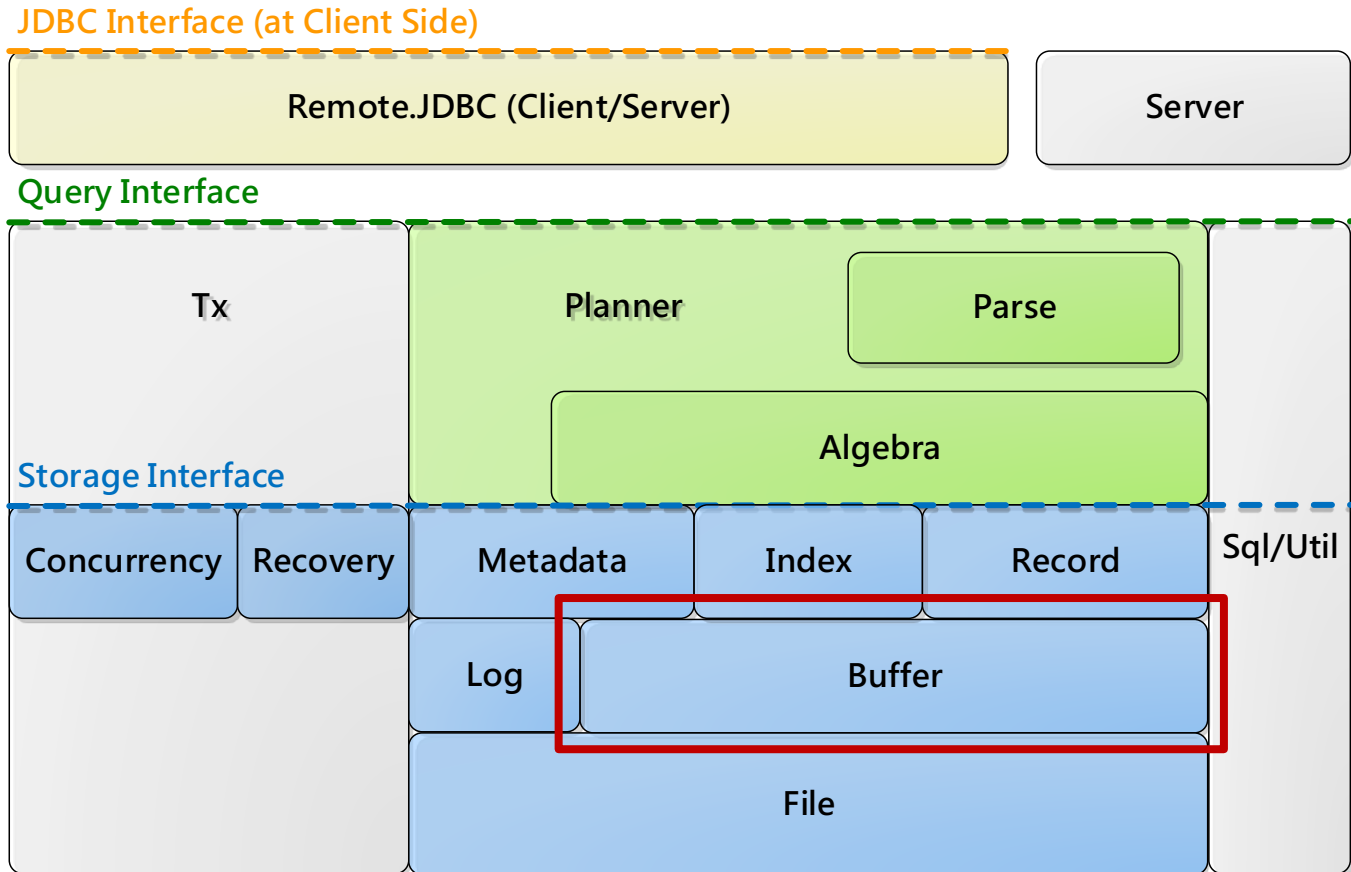 JDBC Interface (at Client Side)
Remote.JDBC (Client/Server)
Server
Query Interface
Tx
Planner
Parse
Algebra
Storage Interface
Concurrency
Recovery
Metadata
Index
Record
Sql/Util
Log
Buffer
File